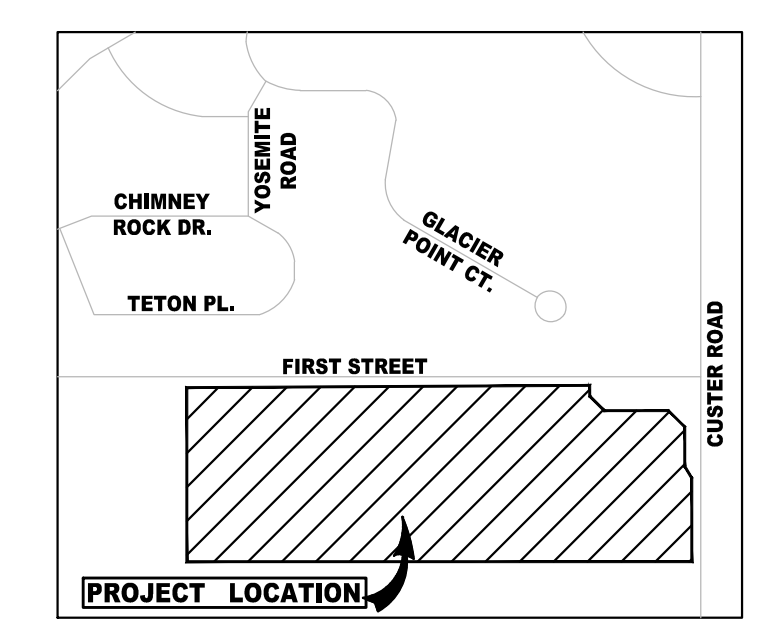 YOSEMITE
ROAD
CHIMNEY
ROCK DR.
GLACIER
POINT CT.
TETON PL.
FIRST STREET
CUSTER ROAD
PROJECT LOCATION